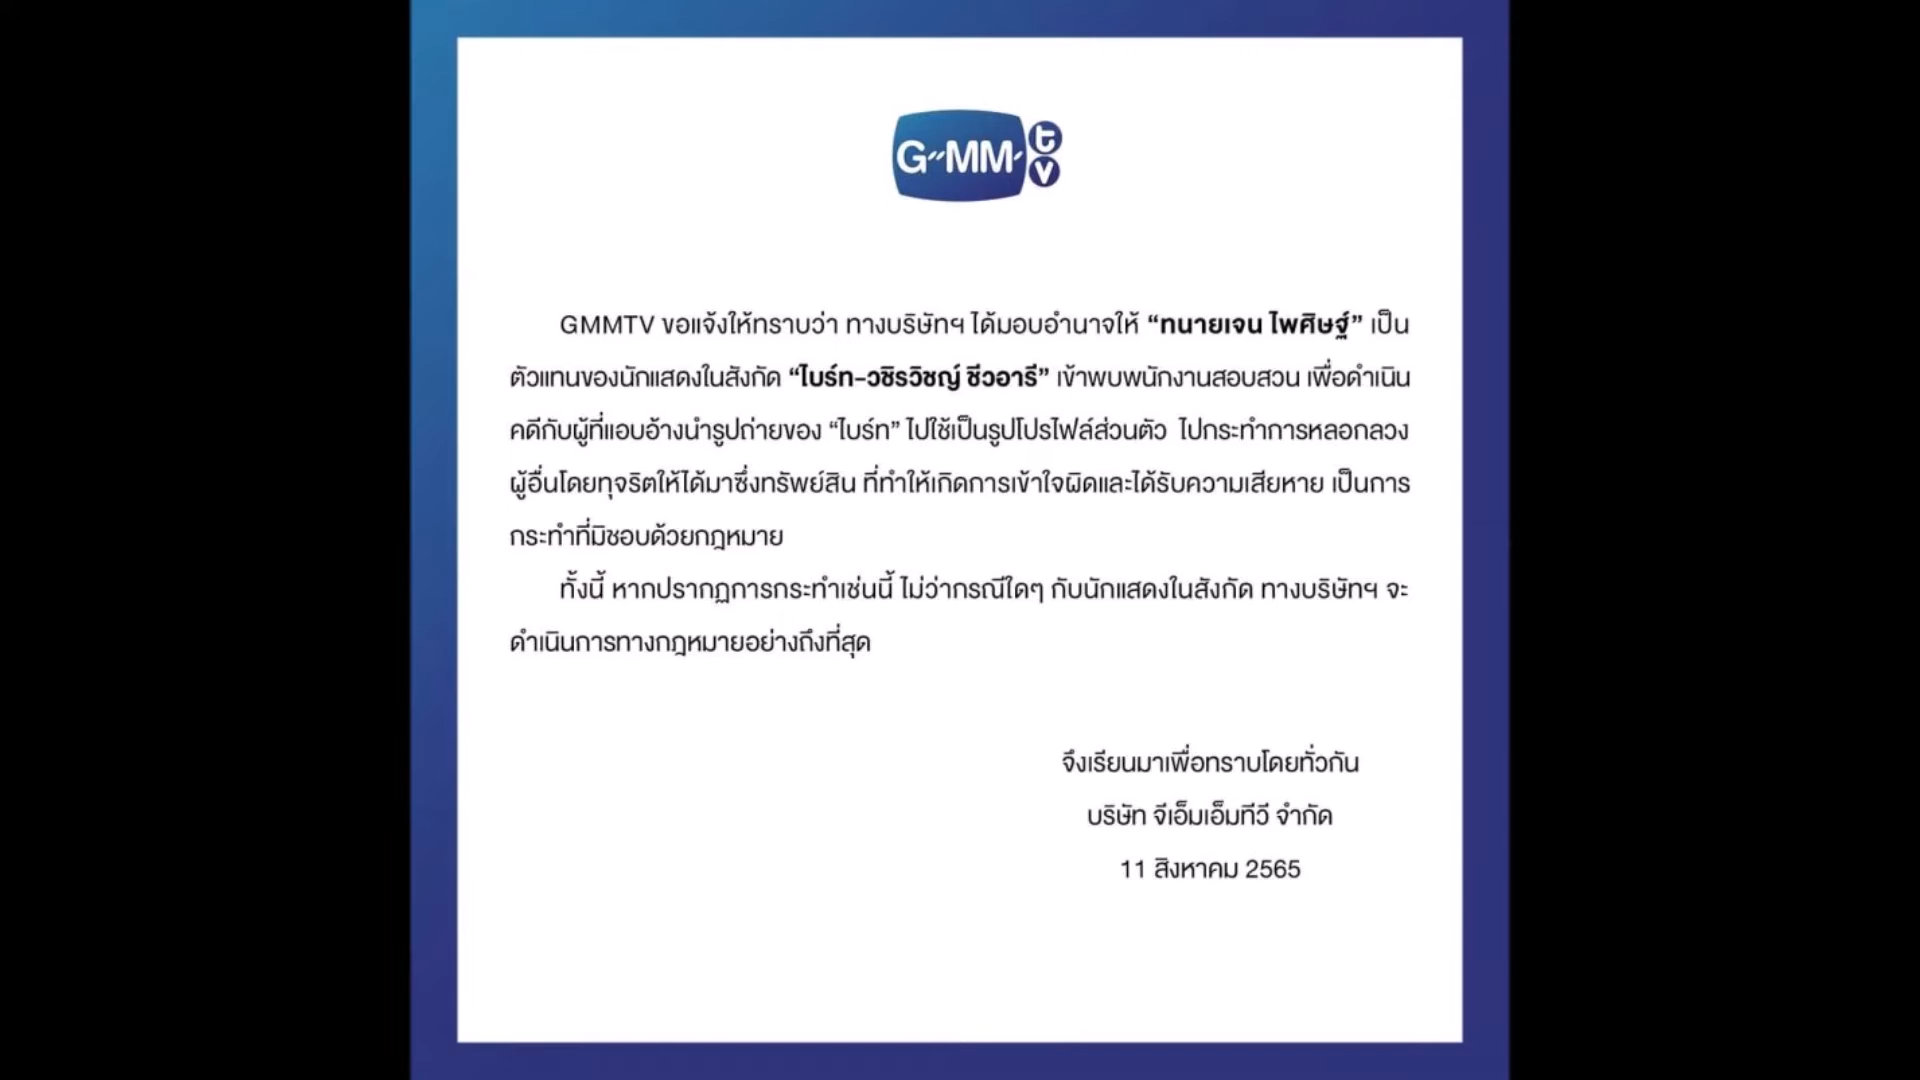 G-MM-tv
GMMTV ขอแจ้งให้ทราบว่า ทางบริษัทฯ ได้มอบอำนาจให้ “ทนายเจน ไพศิษฐ์” เป็น
ตัวแทนของนักแสดงในสังกัด “ไบร์ท-วชิรวิชญ์ ชีวอารี” เข้าพบพนักงานสอบสวน เพื่อดำเนิน
คดีกับผู้ที่แอบอ้างนำรูปถ่ายของ “ไบร์ท” ไปใช้เป็นรูปโปรไฟล์ส่วนตัว ไปกระทำการหลอกลวง
ผู้อื่นโดยทุจริตให้ได้มาซึ่งทรัพย์สิน ที่ทำให้เกิดการเข้าใจผิดและได้รับความเสียหาย เป็นการ
กระทำที่มิชอบด้วยกฎหมาย
ทั้งนี้ หากปรากฏการกระทำเช่นนี้ ไม่ว่ากรณีใดๆ กับนักแสดงในสังกัด ทางบริษัทฯ จะ
ดำเนินการทางกฎหมายอย่างถึงที่สุด
จึงเรียนมาเพื่อทราบโดยทั่วกัน
บริษัท จีเอ็มเอ็มทีวี จำกัด
11 สิงหาคม 2565